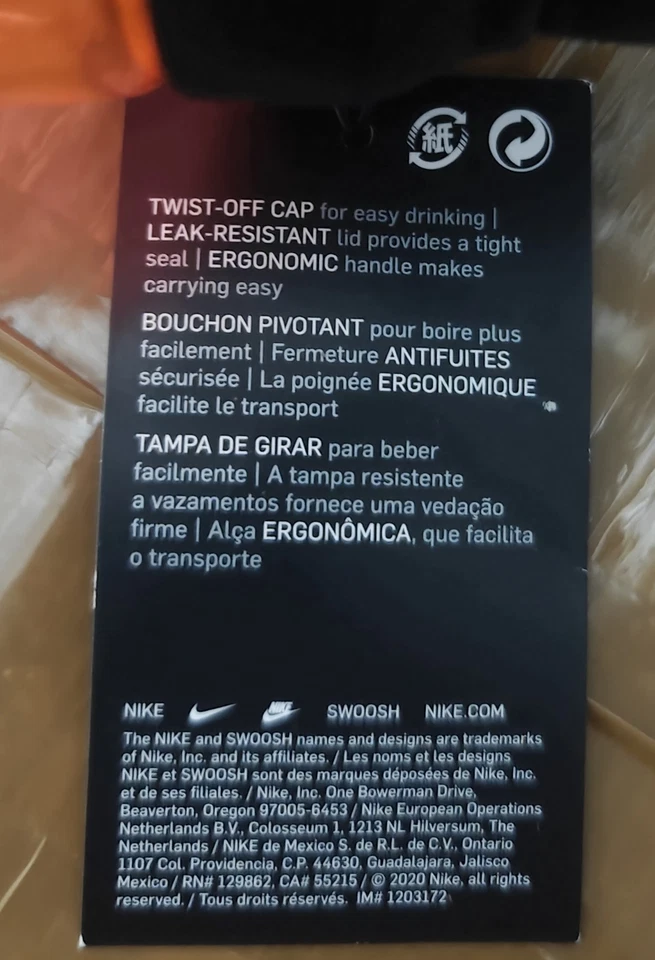 紙
TWIST-OFF CAP for easy drinking |
LEAK-RESISTANT lid provides a tight
seal | ERGONOMIC handle makes
carrying easy
BOUCHON PIVOTANT pour boire plus
facilement | Fermeture ANTIFUITES
sécurisée | La poignée ERGONOMIQUE
facilite le transport
TAMPA DE GIRAR para beber
facilmente | A tampa resistente
a vazamentos fornece uma vedação
firme | Alça ERGONÔMICA, que facilita
o transporte
NIKE NIKE SWOOSH NIKE.COM
The NIKE and SWOOSH names and designs are trademarks
of Nike, Inc. and its affiliates. / Les noms et les designs
NIKE et SWOOSH sont des marques déposées de Nike, Inc.
et de ses filiales. / Nike, Inc. One Bowerman Drive,
Beaverton, Oregon 97005-6453 / Nike European Operations
Netherlands B.V., Colosseum 1, 1213 NL Hilversum, The
Netherlands / NIKE de Mexico S. de R.L. de C.V., Ontario
1107 Col. Providencia, C.P. 44630, Guadalajara, Jalisco
Mexico / RN# 129862, CA# 55215 / © 2020 Nike, all rights
reserved. / Tous droits réservés. IM# 1203172